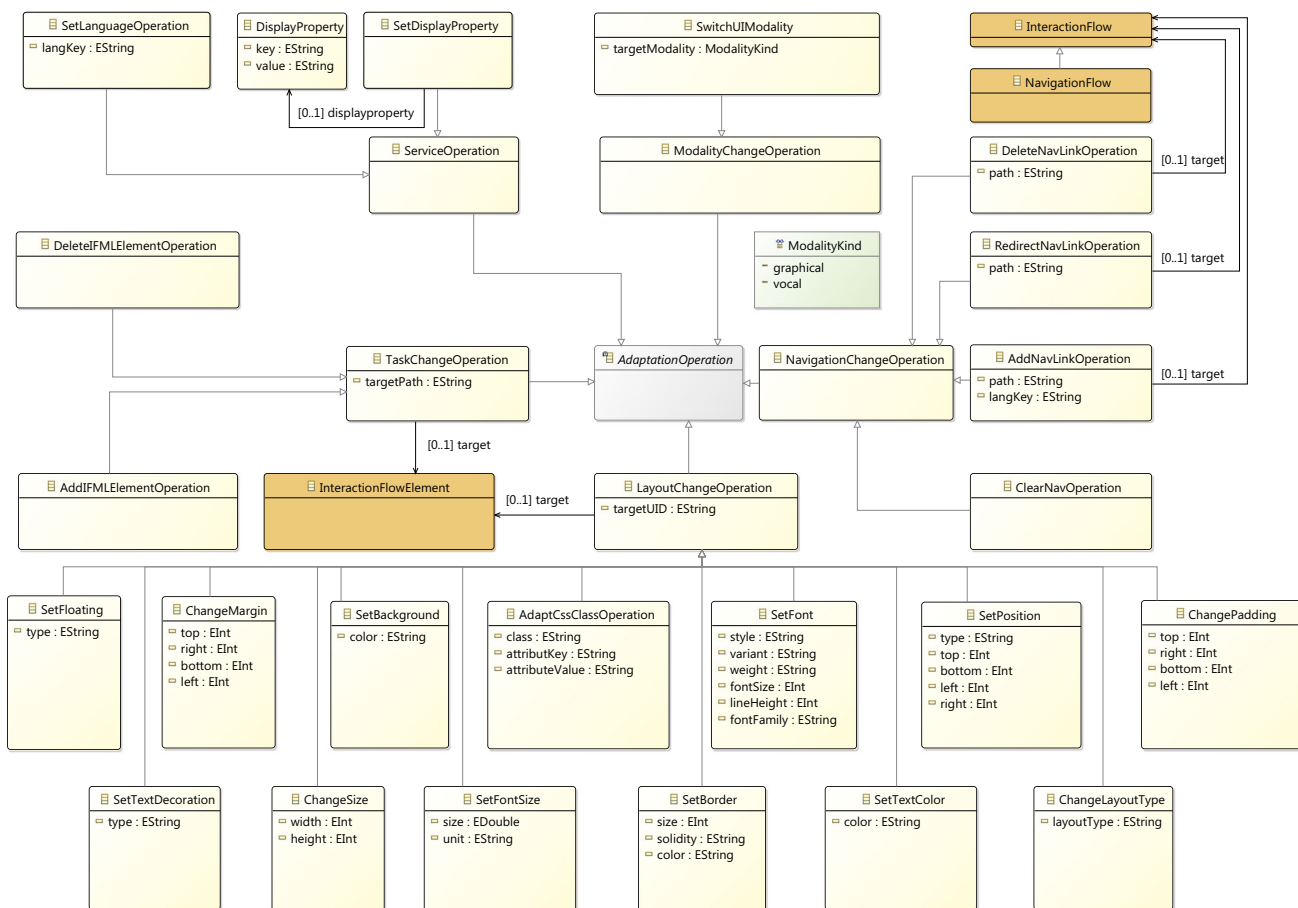 SetLanguageOperation
langKey : EString
DisplayProperty
key : EString
value : EString
SetDisplayProperty
[0..1] displayproperty
SwitchUIModality
targetModality : ModalityKind
InteractionFlow
NavigationFlow
ServiceOperation
ModalityChangeOperation
DeleteNavLinkOperation
path : EString
[0..1] target
DeleteIFMLElementOperation
ModalityKind
graphical
vocal
RedirectNavLinkOperation
path : EString
[0..1] target
TaskChangeOperation
targetPath : EString
AdaptationOperation
NavigationChangeOperation
AddNavLinkOperation
path : EString
langKey : EString
[0..1] target
[0..1] target
AddIFMLElementOperation
InteractionFlowElement
[0..1] target
LayoutChangeOperation
targetUID : EString
ClearNavOperation
SetFloating
type : EString
ChangeMargin
top : EInt
right : EInt
bottom : EInt
left : EInt
SetBackground
color : EString
AdaptCssClassOperation
class : EString
attributKey : EString
attributeValue : EString
SetFont
style : EString
variant : EString
weight : EString
fontSize : EInt
lineHeight : EInt
fontFamily : EString
SetPosition
type : EString
top : EInt
bottom : EInt
left : EInt
right : EInt
ChangePadding
top : EInt
right : EInt
bottom : EInt
left : EInt
SetTextDecoration
type : EString
ChangeSize
width : EInt
height : EInt
SetFontSize
size : EDouble
unit : EString
SetBorder
size : EInt
solidity : EString
color : EString
SetTextColor
color : EString
ChangeLayoutType
layoutType : EString